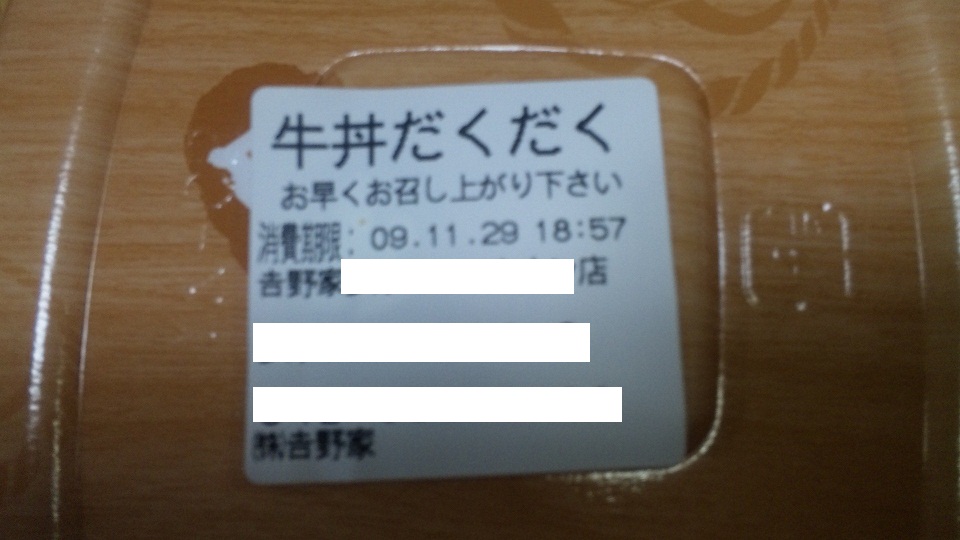 牛丼だくだく
お早くお召し上がり下さい
消費期限: 09.11.29 18:57
吉野家 店
㈱吉野家